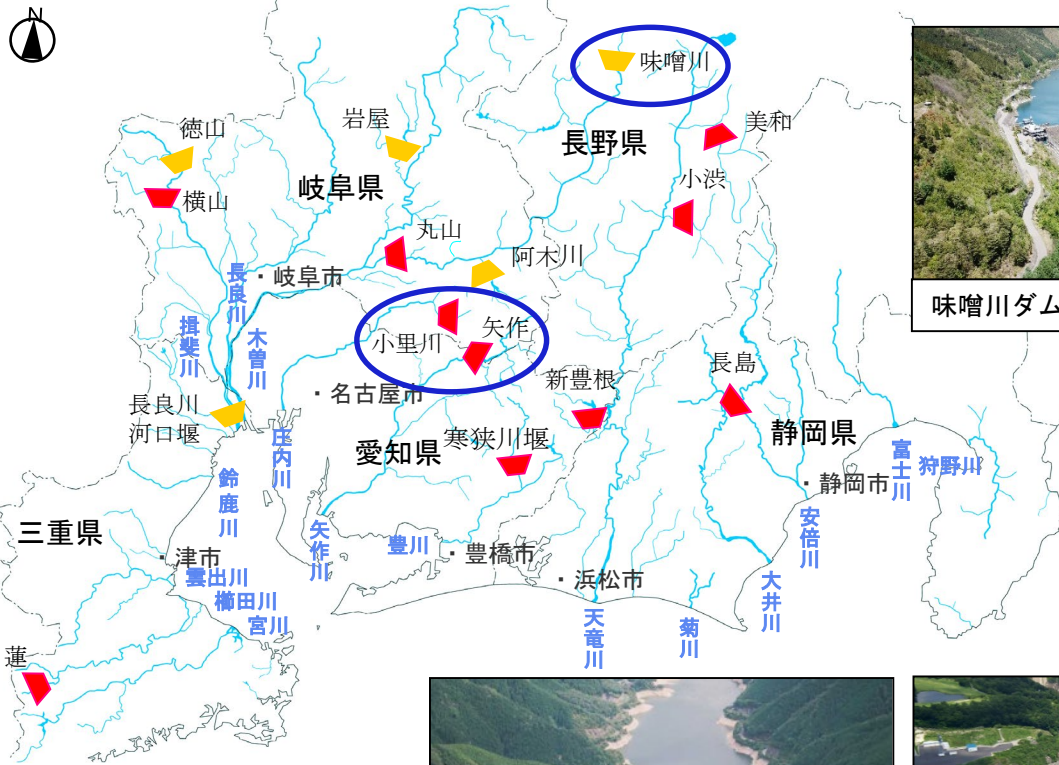 N
味噌川
美和
長野県
小渋
徳山
横山
岩屋
岐阜県
丸山
阿木川
長良川
・岐阜市
揖斐川
木曽川
小里川
矢作
・名古屋市
新豊根
長島
長良川
河口堰
庄内川
愛知県
寒狭川堰
静岡県
富士川
狩野川
・静岡市
鈴鹿川
三重県
・津市
矢作川
豊川
・豊橋市
安倍川
雲出川
櫛田川
宮川
・浜松市
大井川
天竜川
菊川
蓮
味噌川ダム